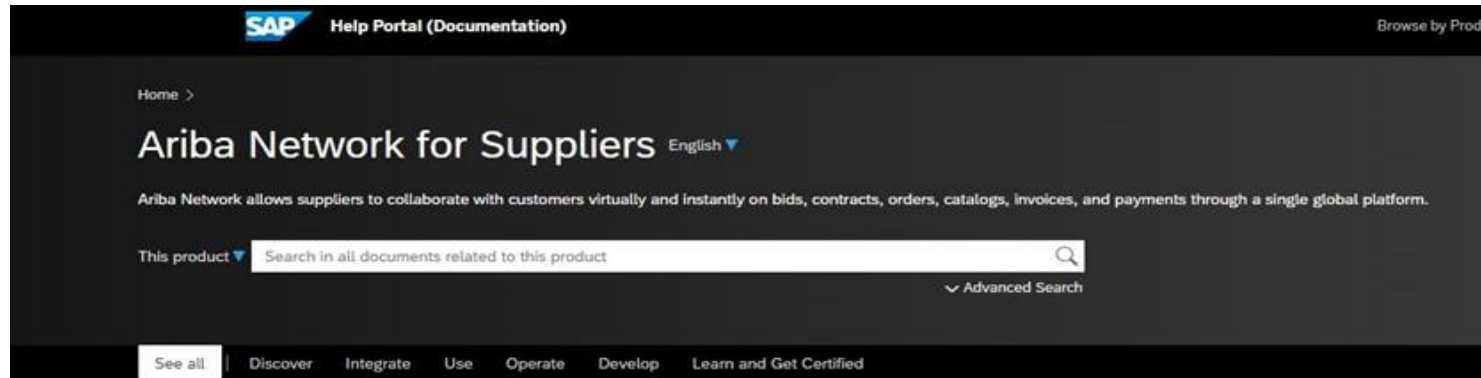 SAP Help Portal (Documentation) Browse by Prod
Home >
Ariba Network for Suppliers English
Ariba Network allows suppliers to collaborate with customers virtually and instantly on bids, contracts, orders, catalogs, invoices, and payments through a single global platform.
This product Search in all documents related to this product
Advanced Search
See all | Discover Integrate Use Operate Develop Learn and Get Certified